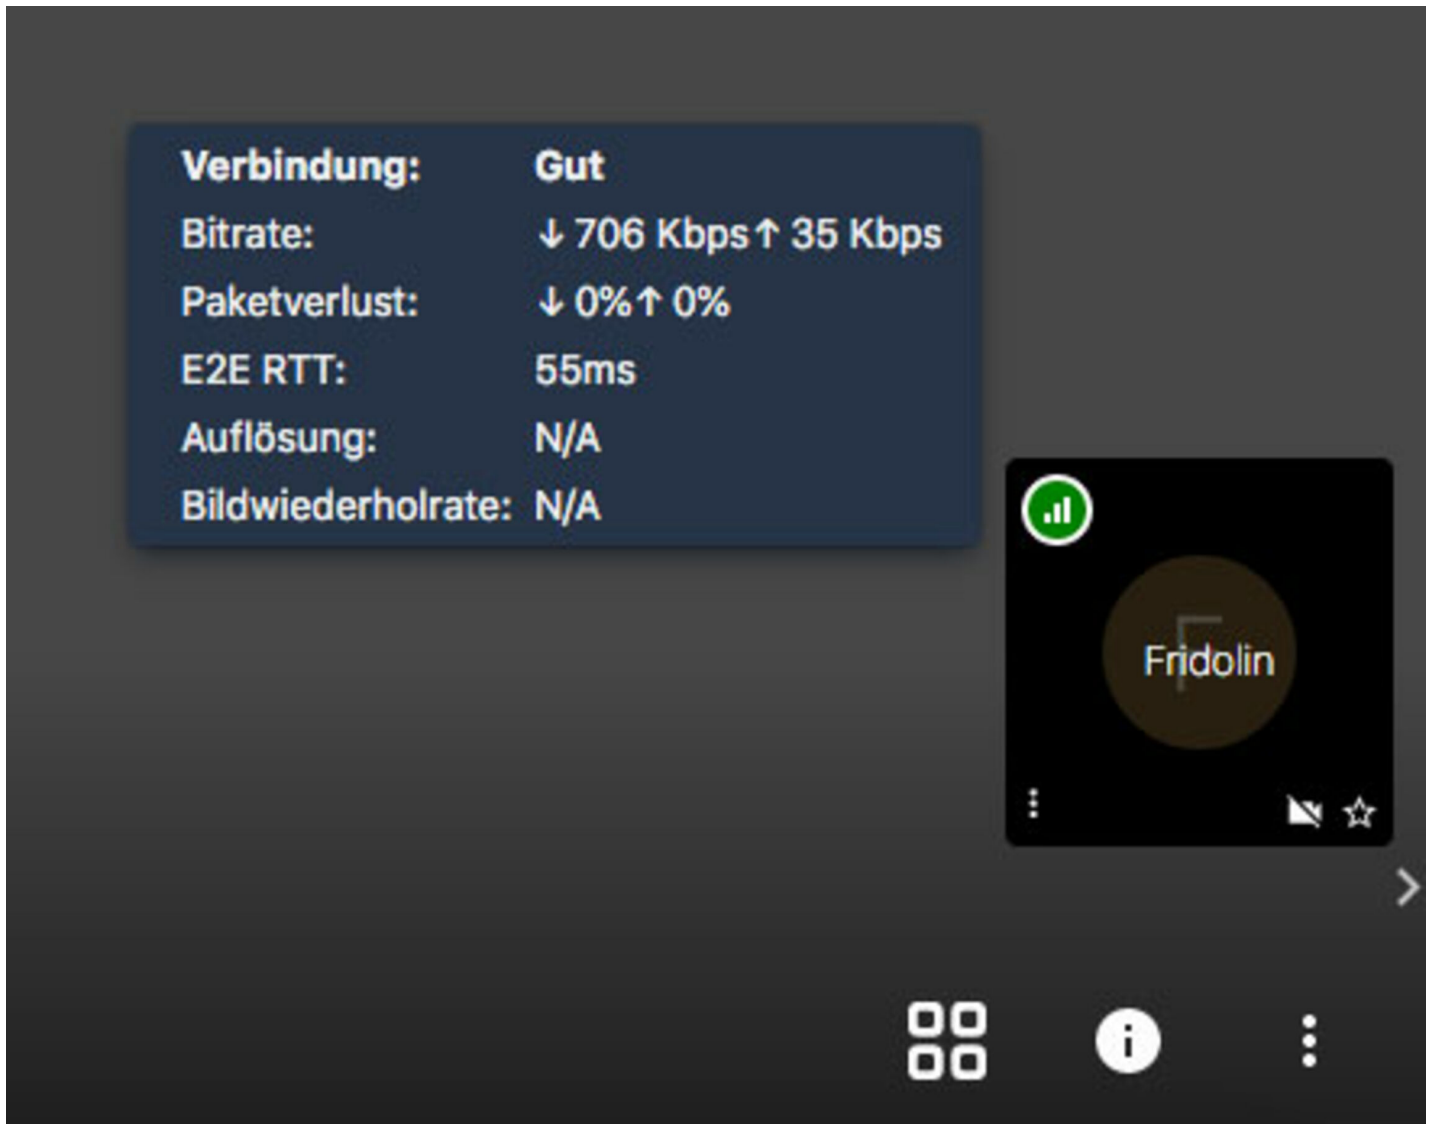 Verbindung: Gut
Bitrate: ↓ 706 Kbps↑ 35 Kbps
Paketverlust: ↓ 0%↑ 0%
E2E RTT: 55ms
Auflösung: N/A
Bildwiederholrate: N/A
F
Fridolin